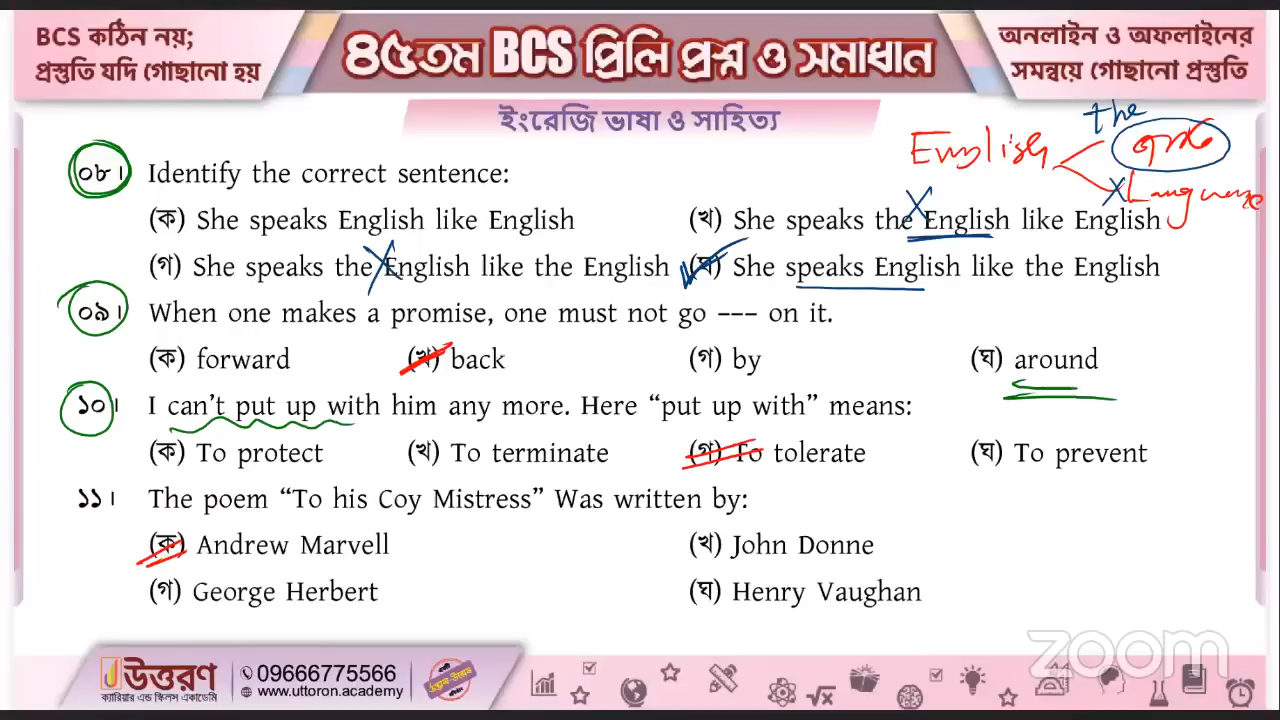 BCS কঠিন নয়;
প্রস্তুতি যদি গোছানো হয়
৪৫তম BCS প্রিলি প্রশ্ন ও সমাধান
অনলাইন ও অফলাইনের
সমন্বয়ে গোছানো প্রস্তুতি
ইংরেজি ভাষা ও সাহিত্য
the
English
Language
০৮। Identify the correct sentence:
(ক) She speaks English like English (খ) She speaks the English like English
(গ) She speaks the English like the English (ঘ) She speaks English like the English
০৯। When one makes a promise, one must not go --- on it.
(ক) forward (খ) back (গ) by (ঘ) around
১০। I can't put up with him any more. Here "put up with" means:
(ক) To protect (খ) To terminate (গ) To tolerate (ঘ) To prevent
১১। The poem "To his Coy Mistress" Was written by:
(ক) Andrew Marvell (খ) John Donne
(গ) George Herbert (ঘ) Henry Vaughan
zoom
উত্তরণ
ক্যারিয়ার এন্ড স্কিলস একাডেমি
09666775566
www.uttoron.academy